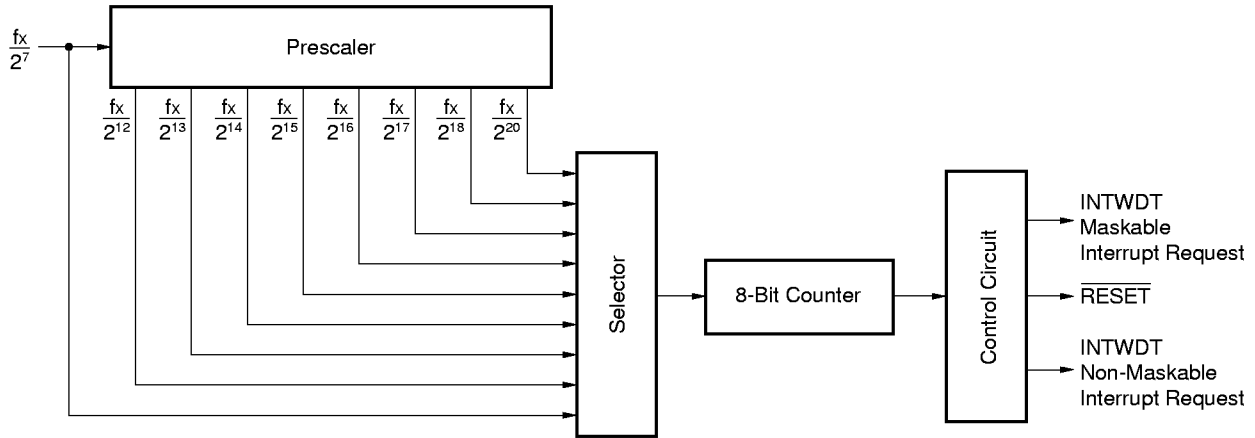 Prescaler
fx
2⁷
fx
2¹²
fx
2¹³
fx
2¹⁴
fx
2¹⁵
fx
2¹⁶
fx
2¹⁷
fx
2¹⁸
fx
2²⁰
Selector
8-Bit Counter
Control Circuit
INTWDT
Maskable
Interrupt Request
RESET
INTWDT
Non-Maskable
Interrupt Request